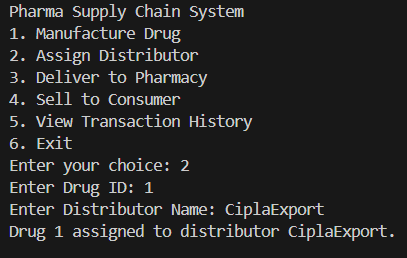 Pharma Supply Chain System
1. Manufacture Drug
2. Assign Distributor
3. Deliver to Pharmacy
4. Sell to Consumer
5. View Transaction History
6. Exit
Enter your choice: 2
Enter Drug ID: 1
Enter Distributor Name: CiplaExport
Drug 1 assigned to distributor CiplaExport.